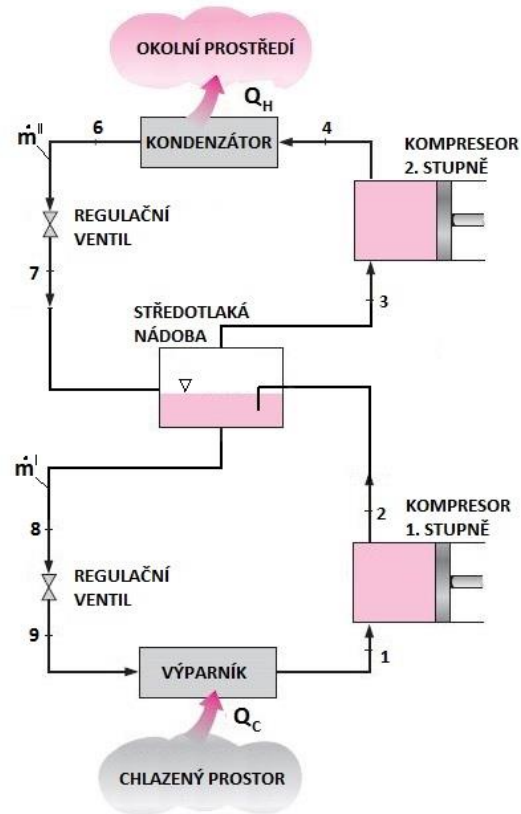 OKOLNÍ PROSTŘEDÍ
Q_H
ṁ^II
6
4
KONDENZÁTOR
KOMPRESEOR
2. STUPNĚ
REGULAČNÍ
VENTIL
7
3
STŘEDOTLAKÁ
NÁDOBA
ṁ^I
8
2
KOMPRESOR
1. STUPNĚ
REGULAČNÍ
VENTIL
9
1
VÝPARNÍK
Q_C
CHLAZENÝ PROSTOR